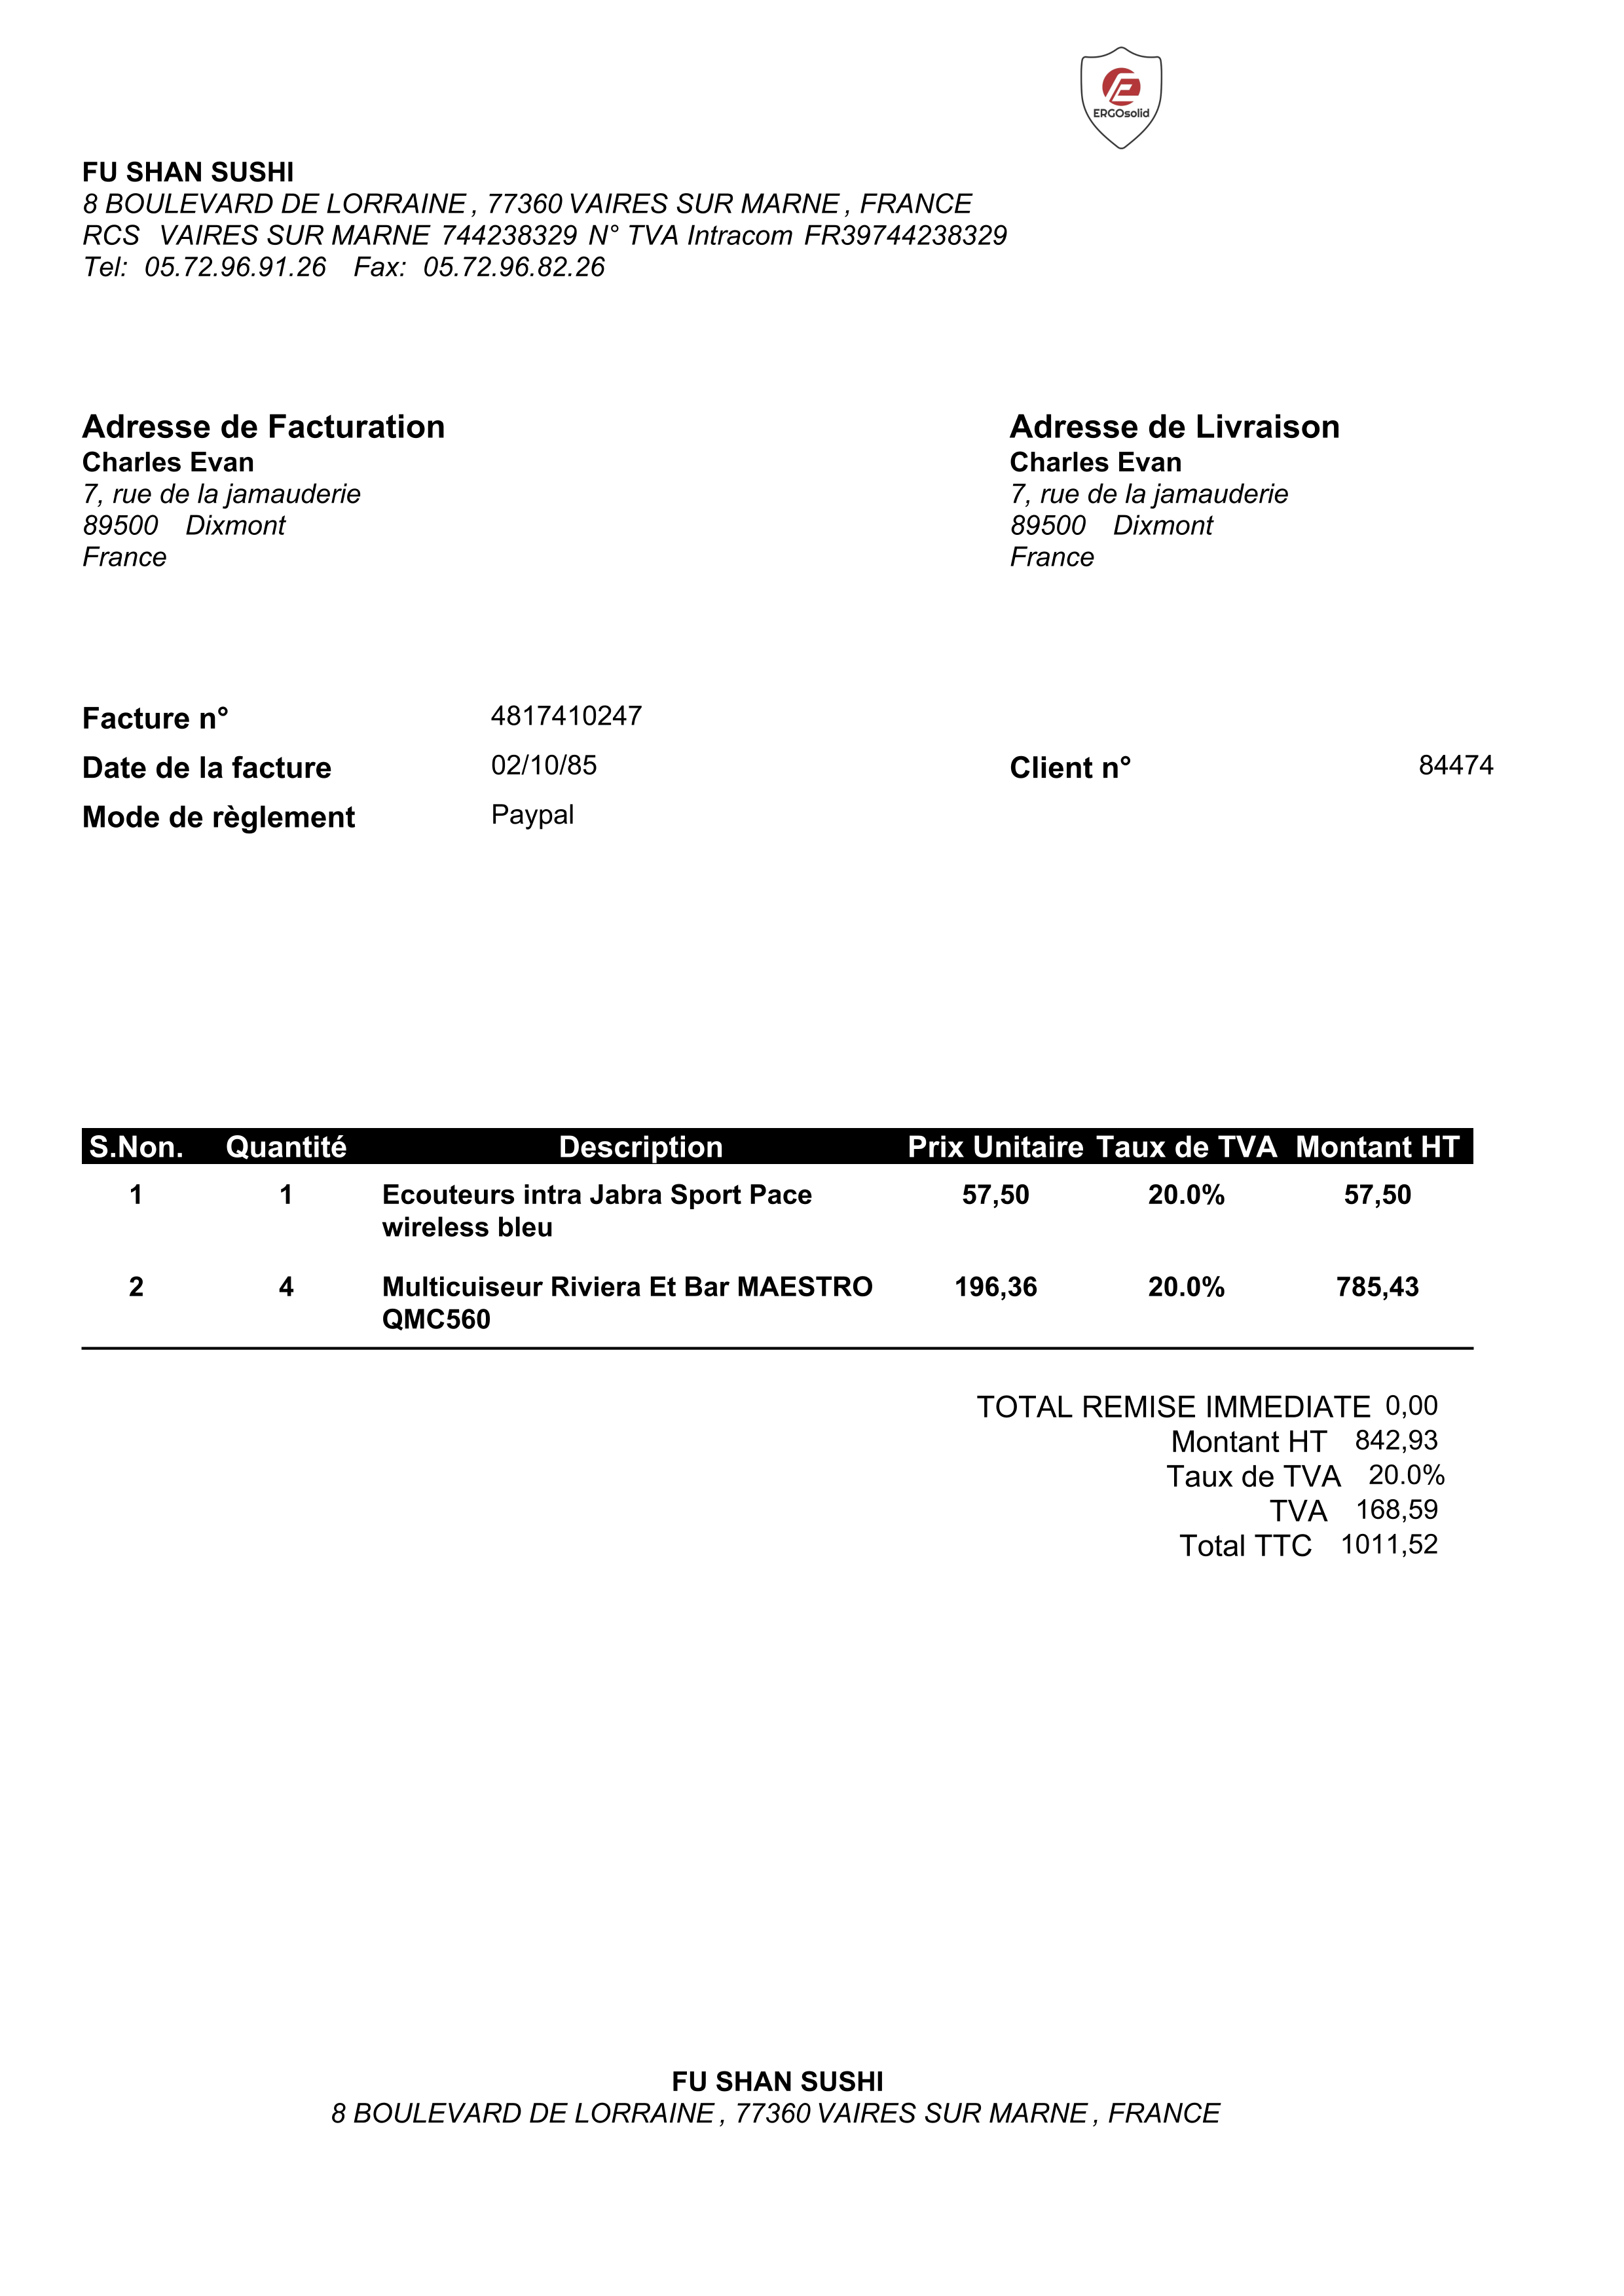 ERGOsolid
FU SHAN SUSHI
8 BOULEVARD DE LORRAINE , 77360 VAIRES SUR MARNE , FRANCE
RCS VAIRES SUR MARNE 744238329 N° TVA Intracom FR39744238329
Tel: 05.72.96.91.26 Fax: 05.72.96.82.26
Adresse de Facturation
Charles Evan
7, rue de la jamauderie
89500 Dixmont
France
Adresse de Livraison
Charles Evan
7, rue de la jamauderie
89500 Dixmont
France
Facture n° 4817410247
Date de la facture 02/10/85 Client n° 84474
Mode de règlement Paypal
S.Non. Quantité Description Prix Unitaire Taux de TVA Montant HT
1 1 Ecouteurs intra Jabra Sport Pace 57,50 20.0% 57,50
wireless bleu
2 4 Multicuiseur Riviera Et Bar MAESTRO 196,36 20.0% 785,43
QMC560
TOTAL REMISE IMMEDIATE 0,00
Montant HT 842,93
Taux de TVA 20.0%
TVA 168,59
Total TTC 1011,52
FU SHAN SUSHI
8 BOULEVARD DE LORRAINE , 77360 VAIRES SUR MARNE , FRANCE